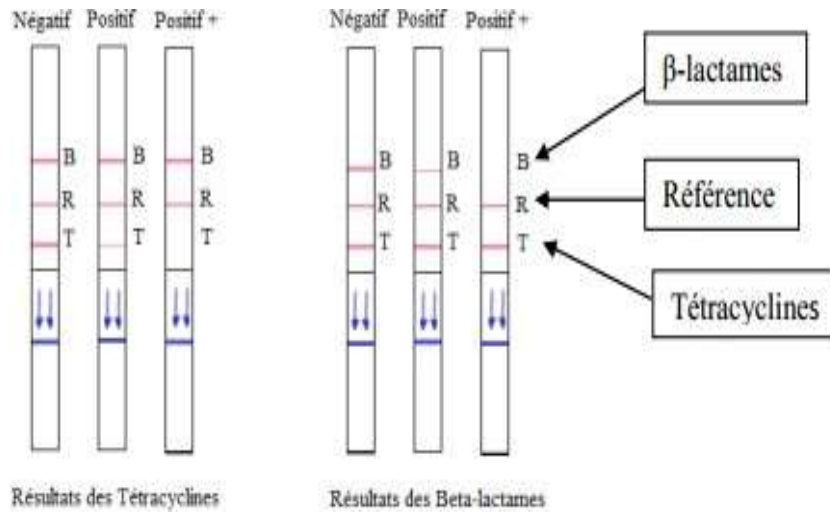 Négatif Positif Positif + Négatif Positif Positif +
β-lactames
B B B B B B
R R R R R R
Référence
T T T T T T
Tétracyclines
Résultats des Tétracyclines Résultats des Beta-lactames